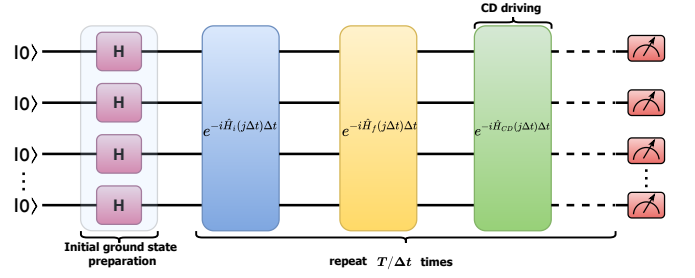 CD driving
|0⟩ H
|0⟩ H
|0⟩ H
|0⟩ H
e^{-iĤ_i(jΔt)Δt} e^{-iĤ_f(jΔt)Δt} e^{-iĤ_{CD}(jΔt)Δt}
Initial ground state
preparation
repeat T/Δt times